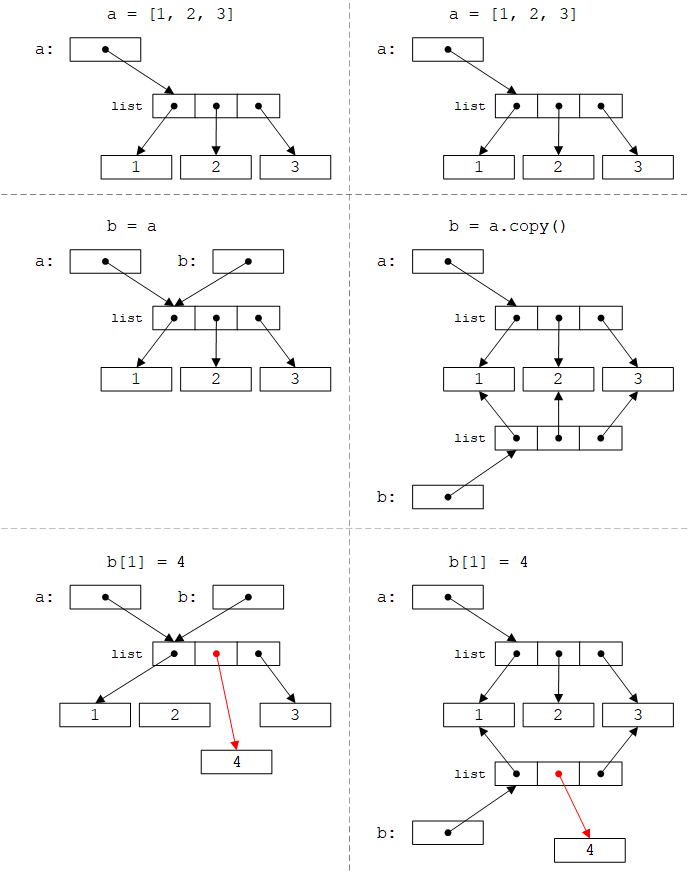 a = [1, 2, 3]
a:
list
1 2 3
a = [1, 2, 3]
a:
list
1 2 3
b = a
a: b:
list
1 2 3
b = a.copy()
a:
list
1 2 3
list
b:
b[1] = 4
a: b:
list
1 2 3
4
b[1] = 4
a:
list
1 2 3
list
b:
4